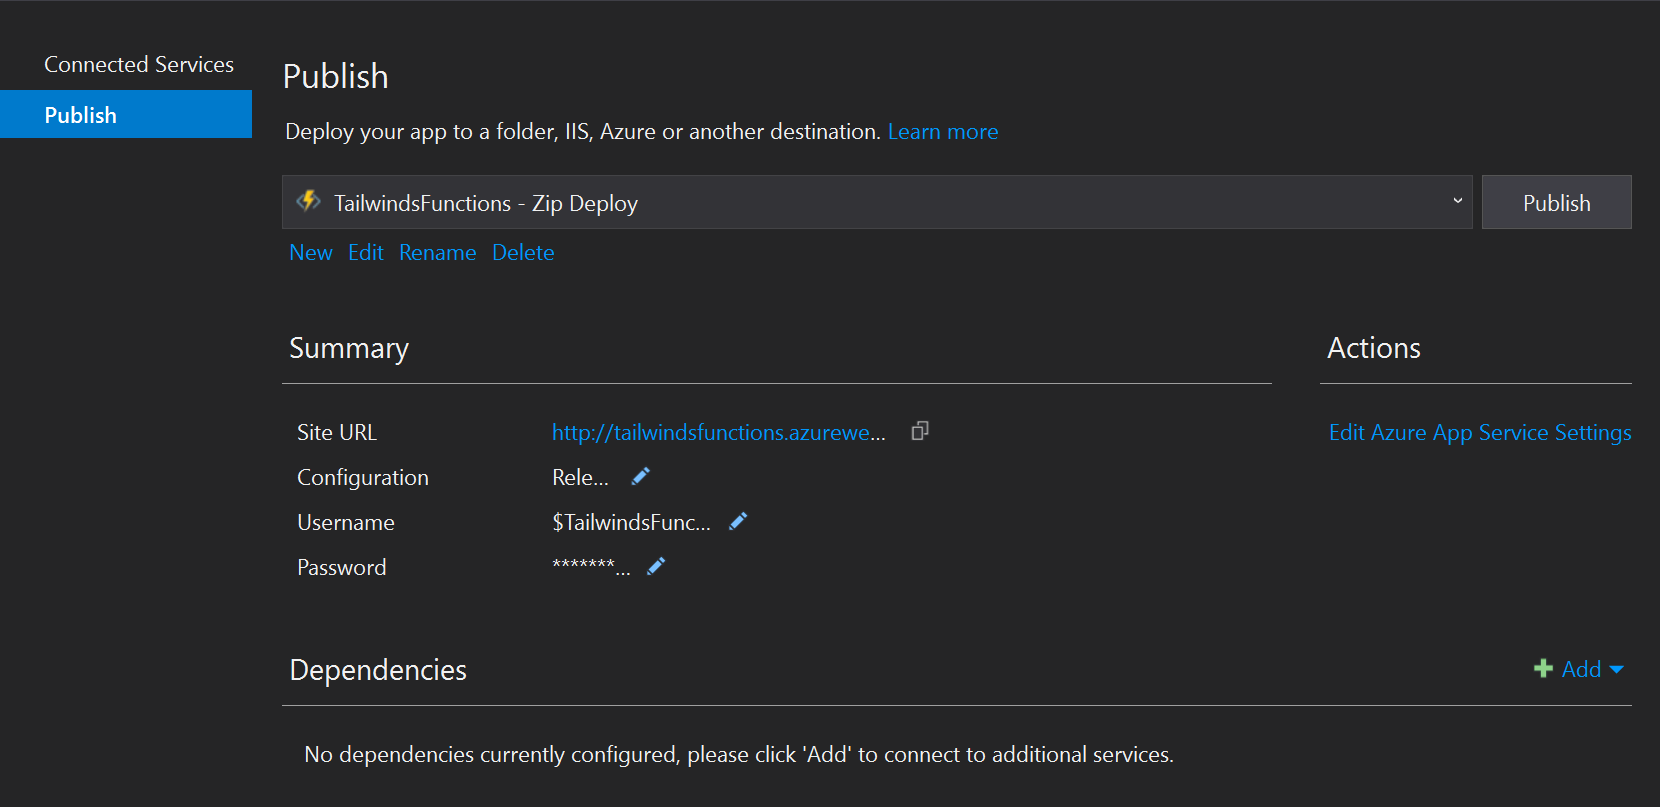 Connected Services
Publish
Publish
Deploy your app to a folder, IIS, Azure or another destination. Learn more
TailwindsFunctions - Zip Deploy
Publish
New Edit Rename Delete
Summary
Site URL http://tailwindsfunctions.azurewe...
Configuration Rele...
Username $TailwindsFunc...
Password *******...
Actions
Edit Azure App Service Settings
Dependencies
Add
No dependencies currently configured, please click 'Add' to connect to additional services.